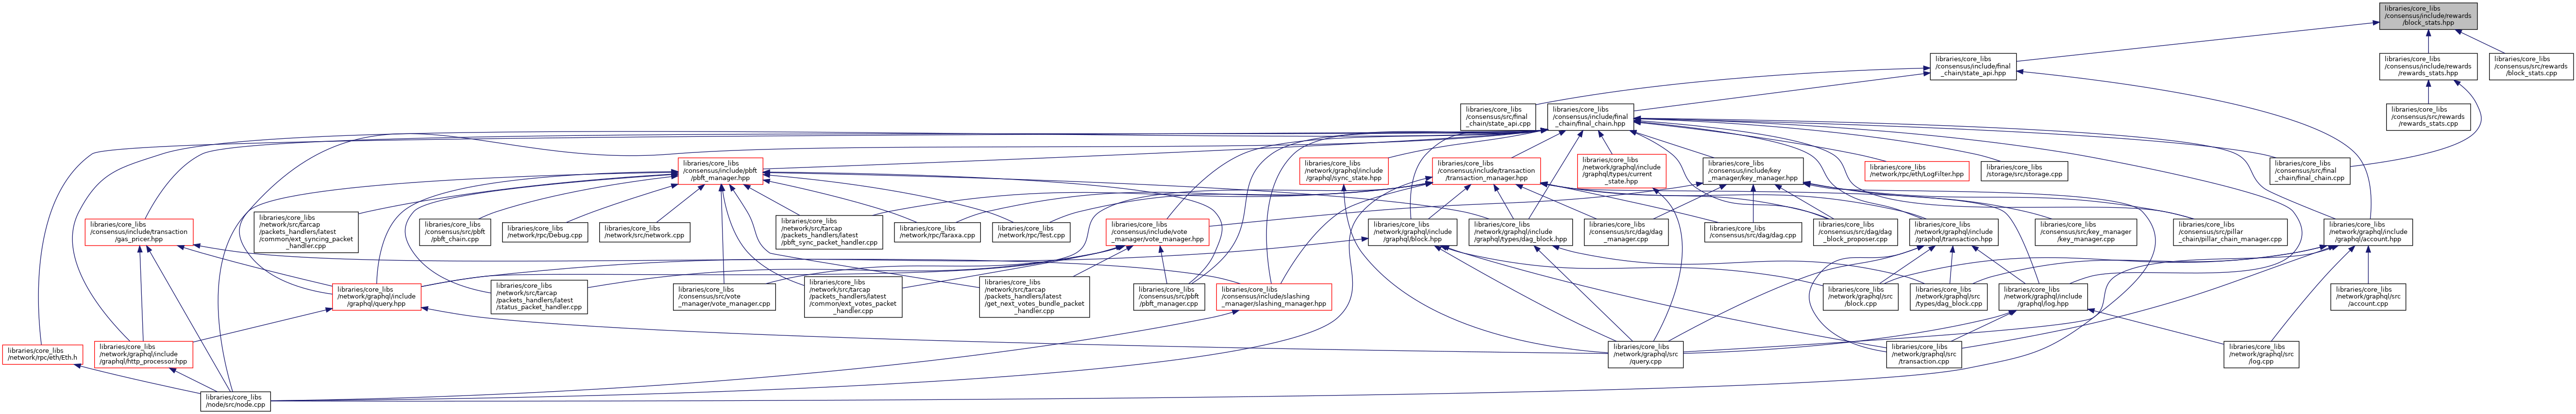 libraries/core_libs
/consensus/include/rewards
/block_stats.hpp
libraries/core_libs
/consensus/include/final
_chain/state_api.hpp
libraries/core_libs
/consensus/include/rewards
/rewards_stats.hpp
libraries/core_libs
/consensus/src/rewards
/block_stats.cpp
libraries/core_libs
/consensus/src/final
_chain/state_api.cpp
libraries/core_libs
/consensus/include/final
_chain/final_chain.hpp
libraries/core_libs
/consensus/src/rewards
/rewards_stats.cpp
libraries/core_libs
/consensus/include/pbft
/pbft_manager.hpp
libraries/core_libs
/network/graphql/include
/graphql/sync_state.hpp
libraries/core_libs
/consensus/include/transaction
/transaction_manager.hpp
libraries/core_libs
/network/graphql/include
/graphql/types/current
_state.hpp
libraries/core_libs
/consensus/include/key
_manager/key_manager.hpp
libraries/core_libs
/network/rpc/eth/LogFilter.hpp
libraries/core_libs
/storage/src/storage.cpp
libraries/core_libs
/consensus/src/final
_chain/final_chain.cpp
libraries/core_libs
/consensus/include/transaction
/gas_pricer.hpp
libraries/core_libs
/network/src/tarcap
/packets_handlers/latest
/common/ext_syncing_packet
_handler.cpp
libraries/core_libs
/consensus/src/pbft
/pbft_chain.cpp
libraries/core_libs
/network/rpc/Debug.cpp
libraries/core_libs
/network/src/network.cpp
libraries/core_libs
/network/src/tarcap
/packets_handlers/latest
/pbft_sync_packet_handler.cpp
libraries/core_libs
/network/rpc/Taraxa.cpp
libraries/core_libs
/network/rpc/Test.cpp
libraries/core_libs
/consensus/include/vote
_manager/vote_manager.hpp
libraries/core_libs
/network/graphql/include
/graphql/block.hpp
libraries/core_libs
/network/graphql/include
/graphql/types/dag_block.hpp
libraries/core_libs
/consensus/src/dag/dag
_manager.cpp
libraries/core_libs
/consensus/src/dag/dag.cpp
libraries/core_libs
/consensus/src/dag/dag
_block_proposer.cpp
libraries/core_libs
/network/graphql/include
/graphql/transaction.hpp
libraries/core_libs
/consensus/src/key_manager
/key_manager.cpp
libraries/core_libs
/consensus/src/pillar
_chain/pillar_chain_manager.cpp
libraries/core_libs
/network/graphql/include
/graphql/account.hpp
libraries/core_libs
/network/graphql/include
/graphql/query.hpp
libraries/core_libs
/network/src/tarcap
/packets_handlers/latest
/status_packet_handler.cpp
libraries/core_libs
/consensus/src/vote
_manager/vote_manager.cpp
libraries/core_libs
/network/src/tarcap
/packets_handlers/latest
/common/ext_votes_packet
_handler.cpp
libraries/core_libs
/network/src/tarcap
/packets_handlers/latest
/get_next_votes_bundle_packet
_handler.cpp
libraries/core_libs
/consensus/src/pbft
/pbft_manager.cpp
libraries/core_libs
/consensus/include/slashing
_manager/slashing_manager.hpp
libraries/core_libs
/network/graphql/src
/block.cpp
libraries/core_libs
/network/graphql/src
/types/dag_block.cpp
libraries/core_libs
/network/graphql/include
/graphql/log.hpp
libraries/core_libs
/network/graphql/src
/account.cpp
libraries/core_libs
/network/rpc/eth/Eth.h
libraries/core_libs
/network/graphql/include
/graphql/http_processor.hpp
libraries/core_libs
/network/graphql/src
/query.cpp
libraries/core_libs
/network/graphql/src
/transaction.cpp
libraries/core_libs
/network/graphql/src
/log.cpp
libraries/core_libs
/node/src/node.cpp